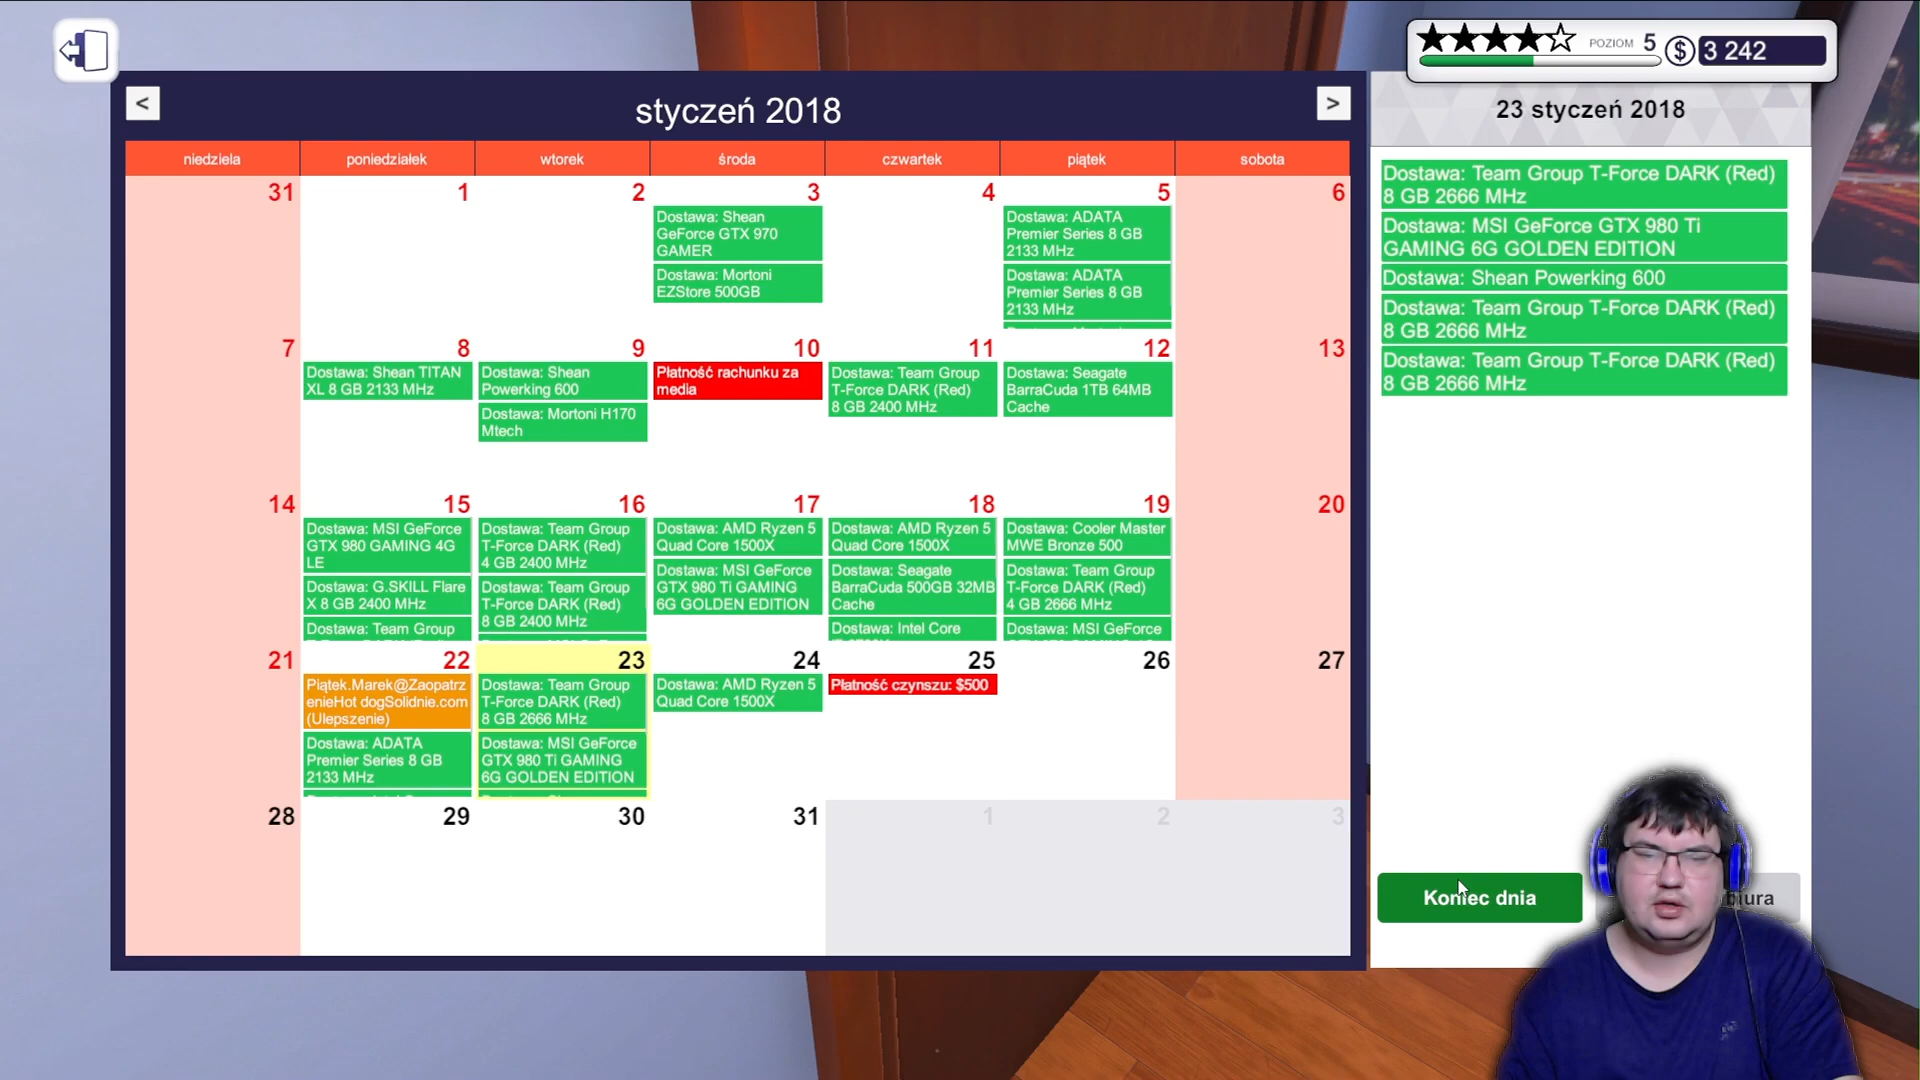 POZIOM 5 $ 3 242
< styczeń 2018 >
23 styczeń 2018
niedziela poniedziałek wtorek środa czwartek piątek sobota
31 1 2 3 4 5 6
Dostawa: Shean
GeForce GTX 970
GAMER
Dostawa: Mortoni
EZStore 500GB
Dostawa: ADATA
Premier Series 8 GB
2133 MHz
Dostawa: ADATA
Premier Series 8 GB
2133 MHz
7 8 9 10 11 12 13
Dostawa: Shean TITAN
XL 8 GB 2133 MHz
Dostawa: Shean
Powerking 600
Dostawa: Mortoni H170
Mtech
Płatność rachunku za
media
Dostawa: Team Group
T-Force DARK (Red)
8 GB 2400 MHz
Dostawa: Seagate
BarraCuda 1TB 64MB
Cache
14 15 16 17 18 19 20
Dostawa: MSI GeForce
GTX 980 GAMING 4G
LE
Dostawa: G.SKILL Flare
X 8 GB 2400 MHz
Dostawa: Team Group
Dostawa: Team Group
T-Force DARK (Red)
4 GB 2400 MHz
Dostawa: Team Group
T-Force DARK (Red)
8 GB 2400 MHz
Dostawa: AMD Ryzen 5
Quad Core 1500X
Dostawa: MSI GeForce
GTX 980 Ti GAMING
6G GOLDEN EDITION
Dostawa: AMD Ryzen 5
Quad Core 1500X
Dostawa: Seagate
BarraCuda 500GB 32MB
Cache
Dostawa: Intel Core
Dostawa: Cooler Master
MWE Bronze 500
Dostawa: Team Group
T-Force DARK (Red)
4 GB 2666 MHz
Dostawa: MSI GeForce
21 22 23 24 25 26 27
Piątek.Marek@Zaopatrz
enieHot dogSolidnie.com
(Ulepszenie)
Dostawa: ADATA
Premier Series 8 GB
2133 MHz
Dostawa: Team Group
T-Force DARK (Red)
8 GB 2666 MHz
Dostawa: MSI GeForce
GTX 980 Ti GAMING
6G GOLDEN EDITION
Dostawa: AMD Ryzen 5
Quad Core 1500X
Płatność czynszu: $500
28 29 30 31 1 2 3
Dostawa: Team Group T-Force DARK (Red)
8 GB 2666 MHz
Dostawa: MSI GeForce GTX 980 Ti
GAMING 6G GOLDEN EDITION
Dostawa: Shean Powerking 600
Dostawa: Team Group T-Force DARK (Red)
8 GB 2666 MHz
Dostawa: Team Group T-Force DARK (Red)
8 GB 2666 MHz
Koniec dnia
biura